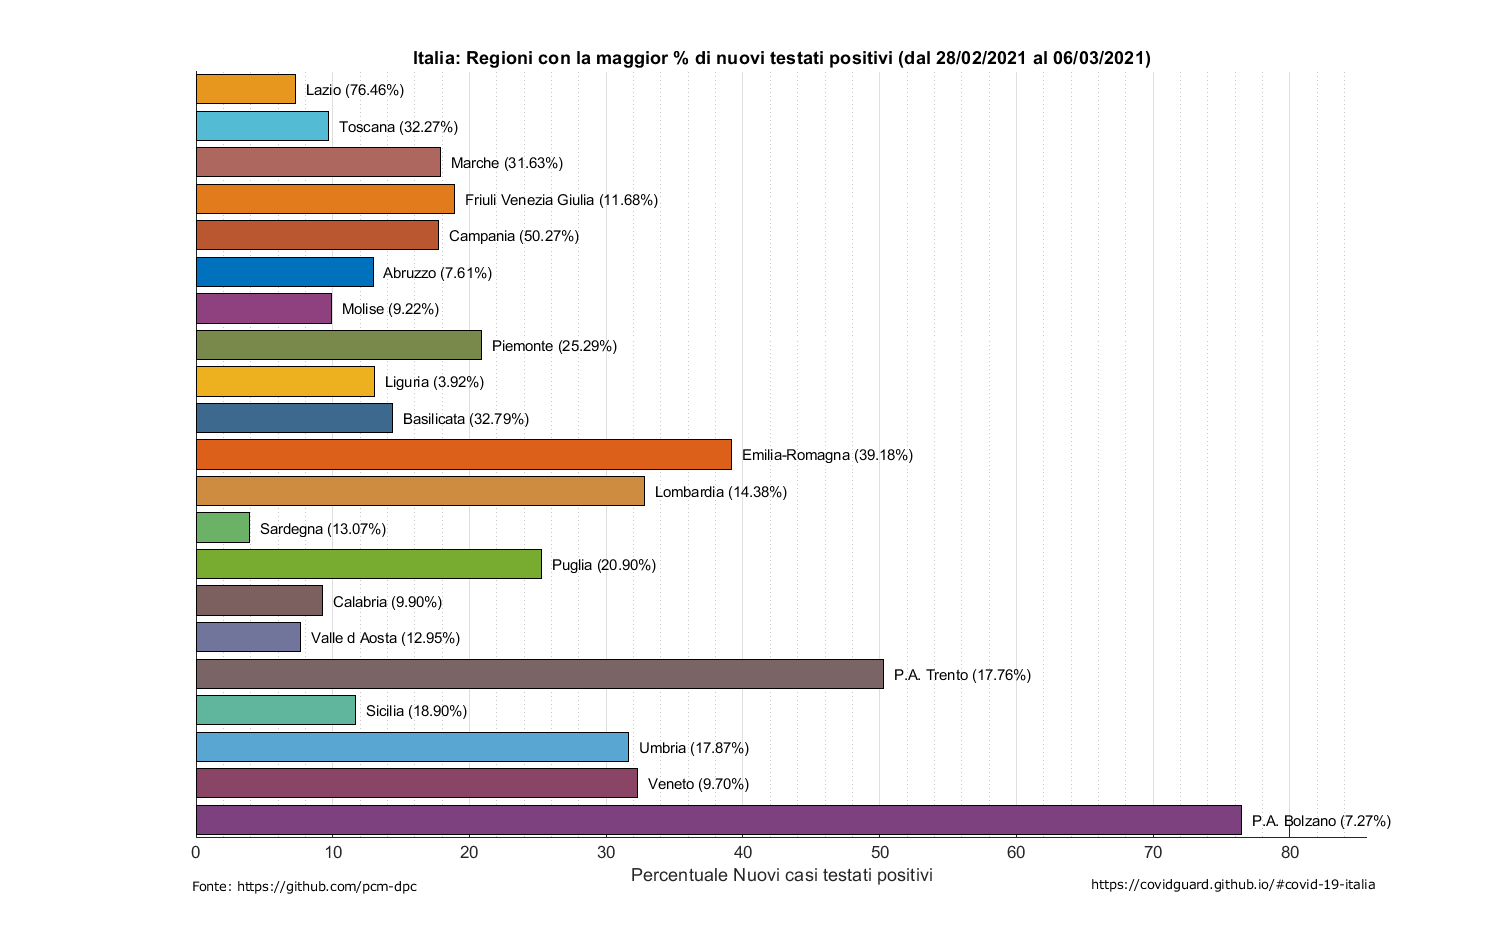 Italia: Regioni con la maggior % di nuovi testati positivi (dal 28/02/2021 al 06/03/2021)
Lazio (76.46%)
Toscana (32.27%)
Marche (31.63%)
Friuli Venezia Giulia (11.68%)
Campania (50.27%)
Abruzzo (7.61%)
Molise (9.22%)
Piemonte (25.29%)
Liguria (3.92%)
Basilicata (32.79%)
Emilia-Romagna (39.18%)
Lombardia (14.38%)
Sardegna (13.07%)
Puglia (20.90%)
Calabria (9.90%)
Valle d Aosta (12.95%)
P.A. Trento (17.76%)
Sicilia (18.90%)
Umbria (17.87%)
Veneto (9.70%)
P.A. Bolzano (7.27%)
0 10 20 30 40 50 60 70 80
Percentuale Nuovi casi testati positivi
Fonte: https://github.com/pcm-dpc
https://covidguard.github.io/#covid-19-italia